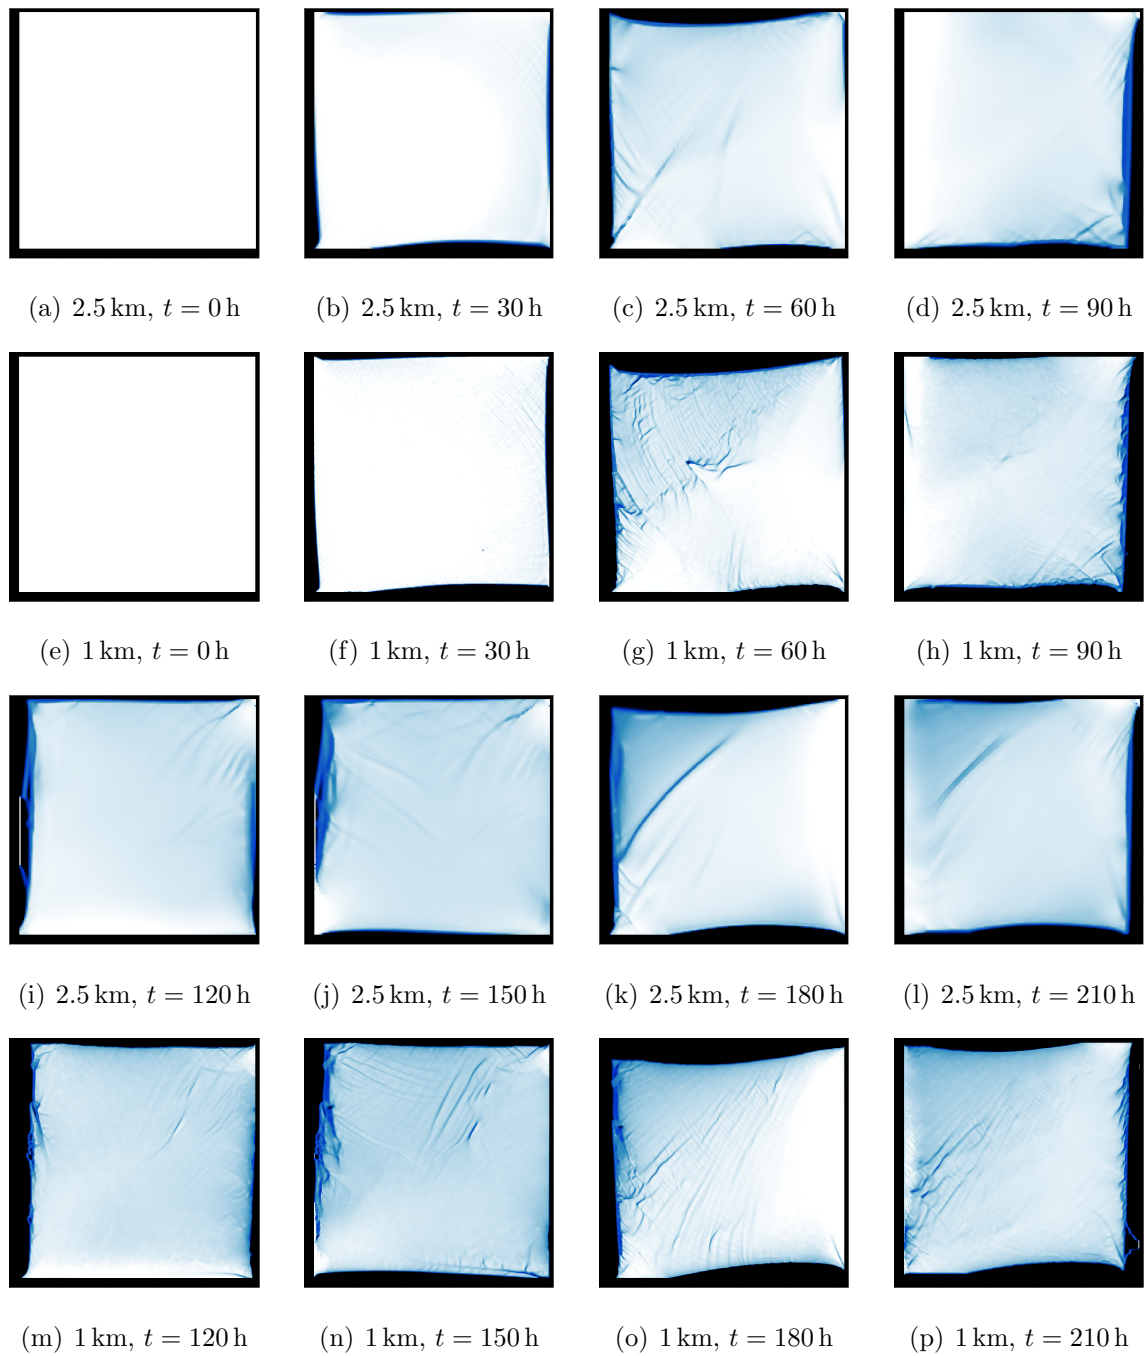 (a) 2.5 km, t = 0 h (b) 2.5 km, t = 30 h (c) 2.5 km, t = 60 h (d) 2.5 km, t = 90 h
(e) 1 km, t = 0 h (f) 1 km, t = 30 h (g) 1 km, t = 60 h (h) 1 km, t = 90 h
(i) 2.5 km, t = 120 h (j) 2.5 km, t = 150 h (k) 2.5 km, t = 180 h (l) 2.5 km, t = 210 h
(m) 1 km, t = 120 h (n) 1 km, t = 150 h (o) 1 km, t = 180 h (p) 1 km, t = 210 h